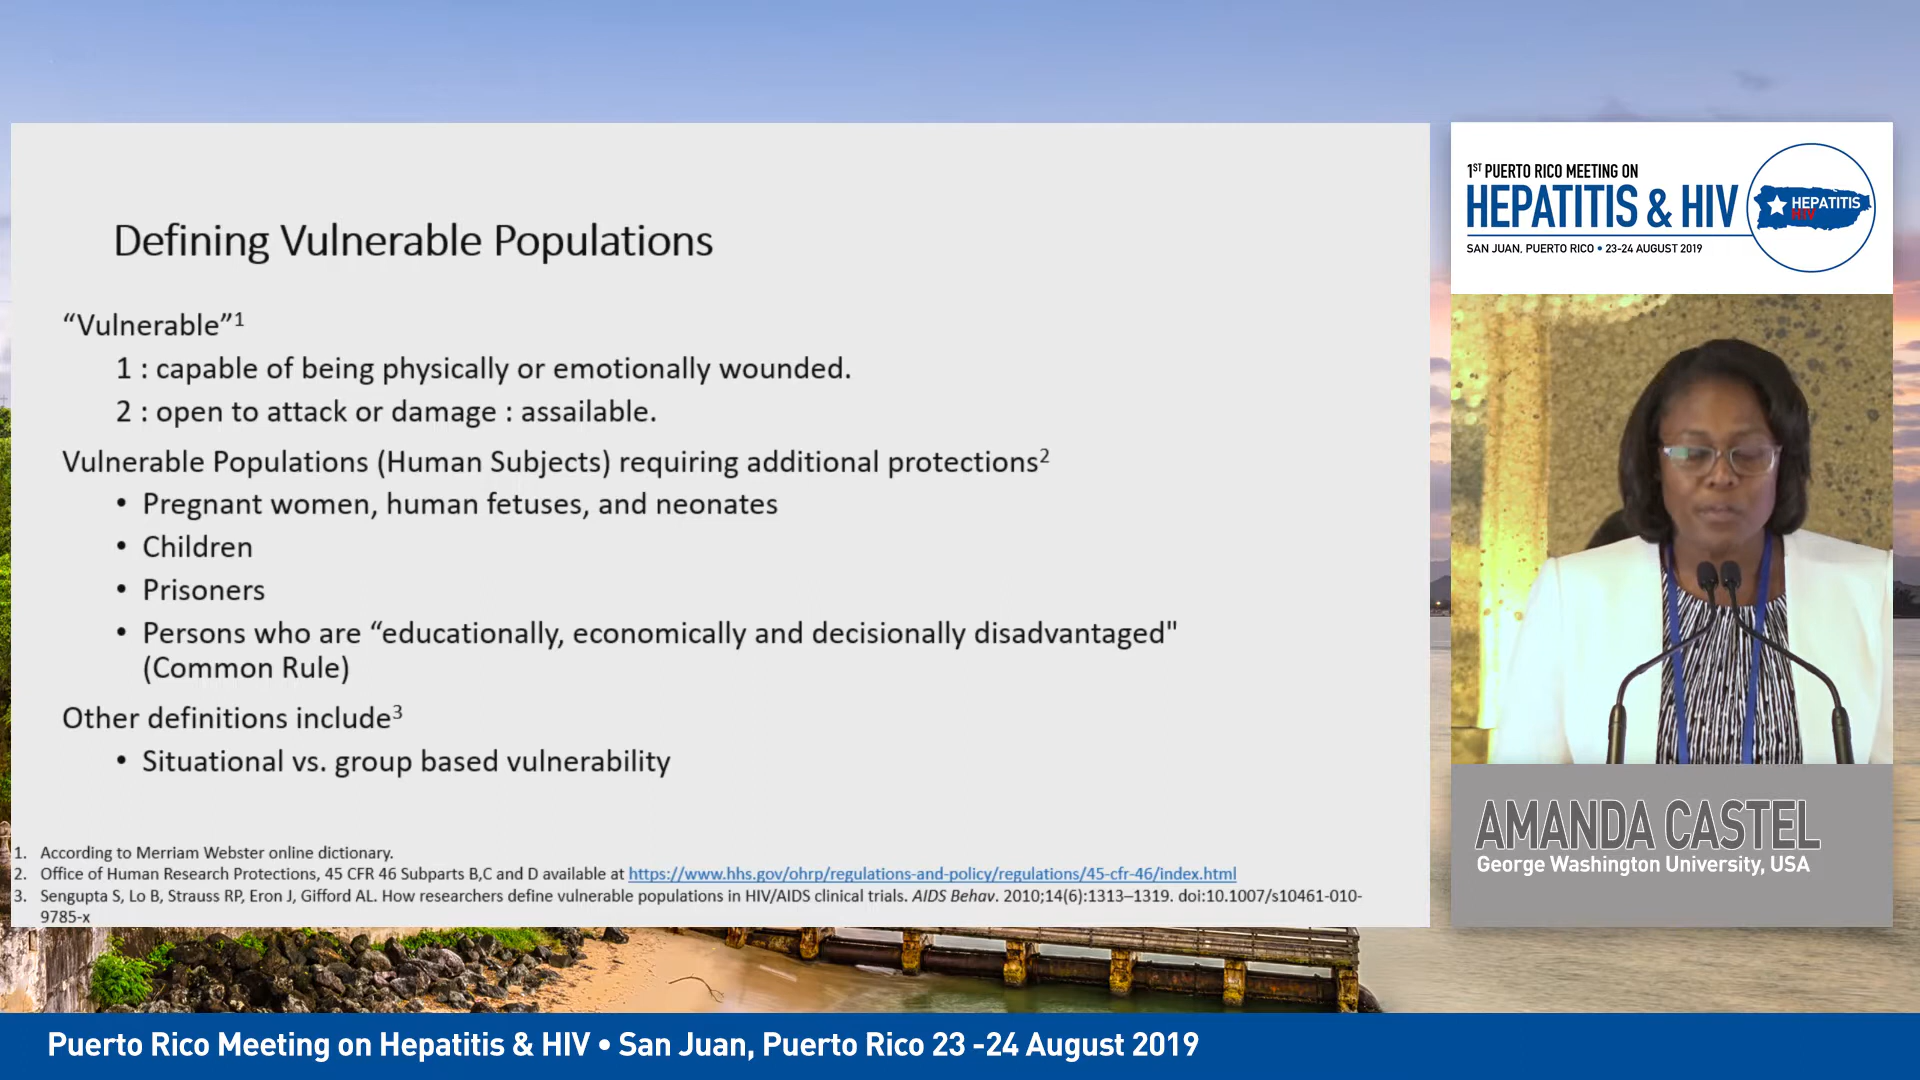 Defining Vulnerable Populations
“Vulnerable”1
1 : capable of being physically or emotionally wounded.
2 : open to attack or damage : assailable.
Vulnerable Populations (Human Subjects) requiring additional protections2
• Pregnant women, human fetuses, and neonates
• Children
• Prisoners
• Persons who are “educationally, economically and decisionally disadvantaged"
(Common Rule)
Other definitions include3
• Situational vs. group based vulnerability
1. According to Merriam Webster online dictionary.
2. Office of Human Research Protections, 45 CFR 46 Subparts B,C and D available at https://www.hhs.gov/ohrp/regulations-and-policy/regulations/45-cfr-46/index.html
3. Sengupta S, Lo B, Strauss RP, Eron J, Gifford AL. How researchers define vulnerable populations in HIV/AIDS clinical trials. AIDS Behav. 2010;14(6):1313–1319. doi:10.1007/s10461-010-
9785-x
1ST PUERTO RICO MEETING ON
HEPATITIS & HIV
SAN JUAN, PUERTO RICO • 23-24 AUGUST 2019
HEPATITIS
HIV
AMANDA CASTEL
George Washington University, USA
Puerto Rico Meeting on Hepatitis & HIV • San Juan, Puerto Rico 23 -24 August 2019